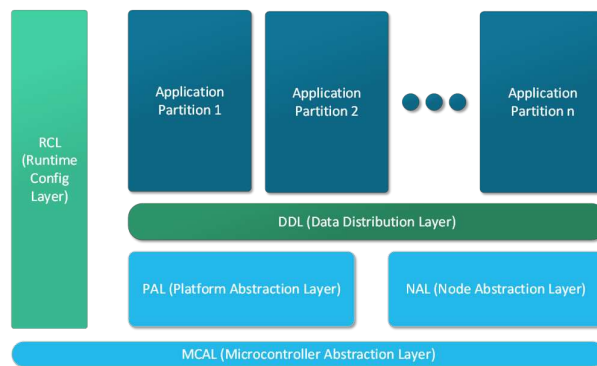 Application
Partition 1
Application
Partition 2
Application
Partition n
RCL
(Runtime
Config
Layer)
DDL (Data Distribution Layer)
PAL (Platform Abstraction Layer)
NAL (Node Abstraction Layer)
MCAL (Microcontroller Abstraction Layer)